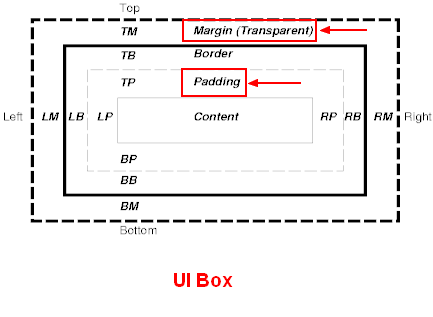 Top
TM Margin (Transparent)
TB Border
TP Padding
Left LM LB LP Content RP RB RM Right
BP
BB
BM
Bottom
UI Box